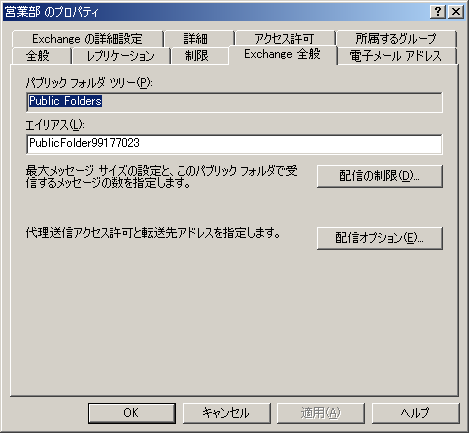 営業部 のプロパティ
Exchange の詳細設定 詳細 アクセス許可 所属するグループ
全般 レプリケーション 制限 Exchange 全般 電子メール アドレス
パブリック フォルダ ツリー(P):
Public Folders
エイリアス(L):
PublicFolder99177023
最大メッセージ サイズの設定と、このパブリック フォルダで受
信するメッセージの数を指定します。
配信の制限(D)...
代理送信アクセス許可と転送先アドレスを指定します。
配信オプション(E)...
OK キャンセル 適用(A) ヘルプ